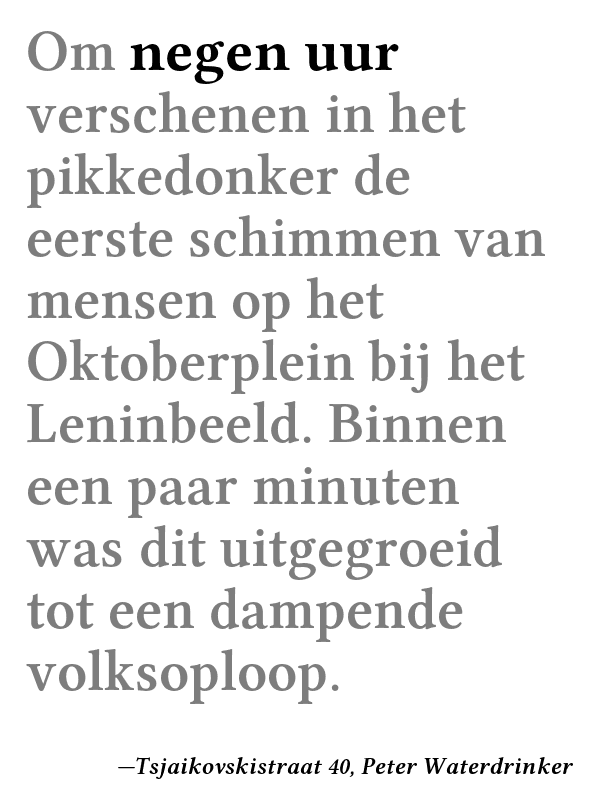 Om negen uur
verschenen in het
pikkedonker de
eerste schimmen van
mensen op het
Oktoberplein bij het
Leninbeeld. Binnen
een paar minuten
was dit uitgegroeid
tot een dampende
volksoploop.
—Tsjaikovskistraat 40, Peter Waterdrinker